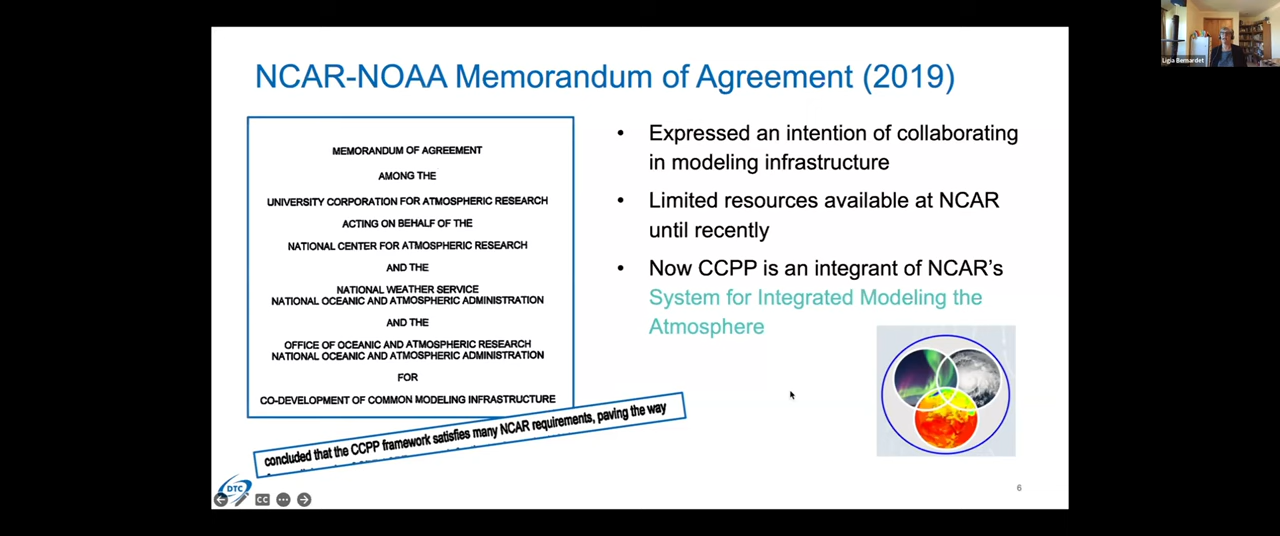 NCAR-NOAA Memorandum of Agreement (2019)
MEMORANDUM OF AGREEMENT
AMONG THE
UNIVERSITY CORPORATION FOR ATMOSPHERIC RESEARCH
ACTING ON BEHALF OF THE
NATIONAL CENTER FOR ATMOSPHERIC RESEARCH
AND THE
NATIONAL WEATHER SERVICE
NATIONAL OCEANIC AND ATMOSPHERIC ADMINISTRATION
AND THE
OFFICE OF OCEANIC AND ATMOSPHERIC RESEARCH
NATIONAL OCEANIC AND ATMOSPHERIC ADMINISTRATION
FOR
CO-DEVELOPMENT OF COMMON MODELING INFRASTRUCTURE
concluded that the CCPP framework satisfies many NCAR requirements, paving the way
• Expressed an intention of collaborating
in modeling infrastructure
• Limited resources available at NCAR
until recently
• Now CCPP is an integrant of NCAR's
System for Integrated Modeling the
Atmosphere
DTC
CC
6
Ligia Bernardet